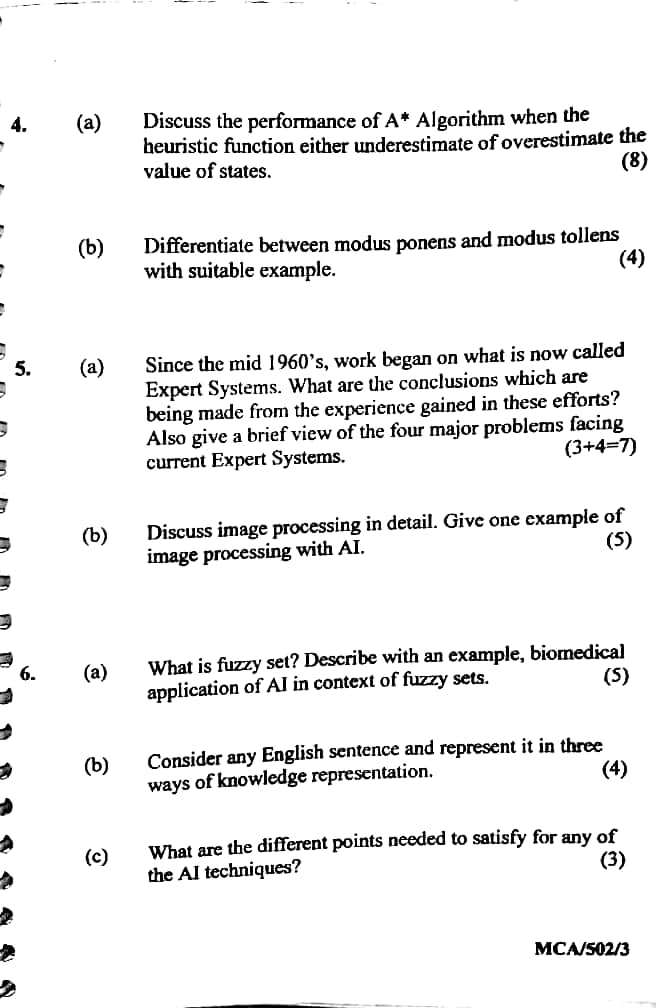 4. (a) Discuss the performance of A* Algorithm when the
heuristic function either underestimate of overestimate the
value of states. (8)
(b) Differentiate between modus ponens and modus tollens
with suitable example. (4)
5. (a) Since the mid 1960's, work began on what is now called
Expert Systems. What are the conclusions which are
being made from the experience gained in these efforts?
Also give a brief view of the four major problems facing
current Expert Systems. (3+4=7)
(b) Discuss image processing in detail. Give one example of
image processing with AI. (5)
6. (a) What is fuzzy set? Describe with an example, biomedical
application of AI in context of fuzzy sets. (5)
(b) Consider any English sentence and represent it in three
ways of knowledge representation. (4)
(c) What are the different points needed to satisfy for any of
the AI techniques? (3)
MCA/502/3